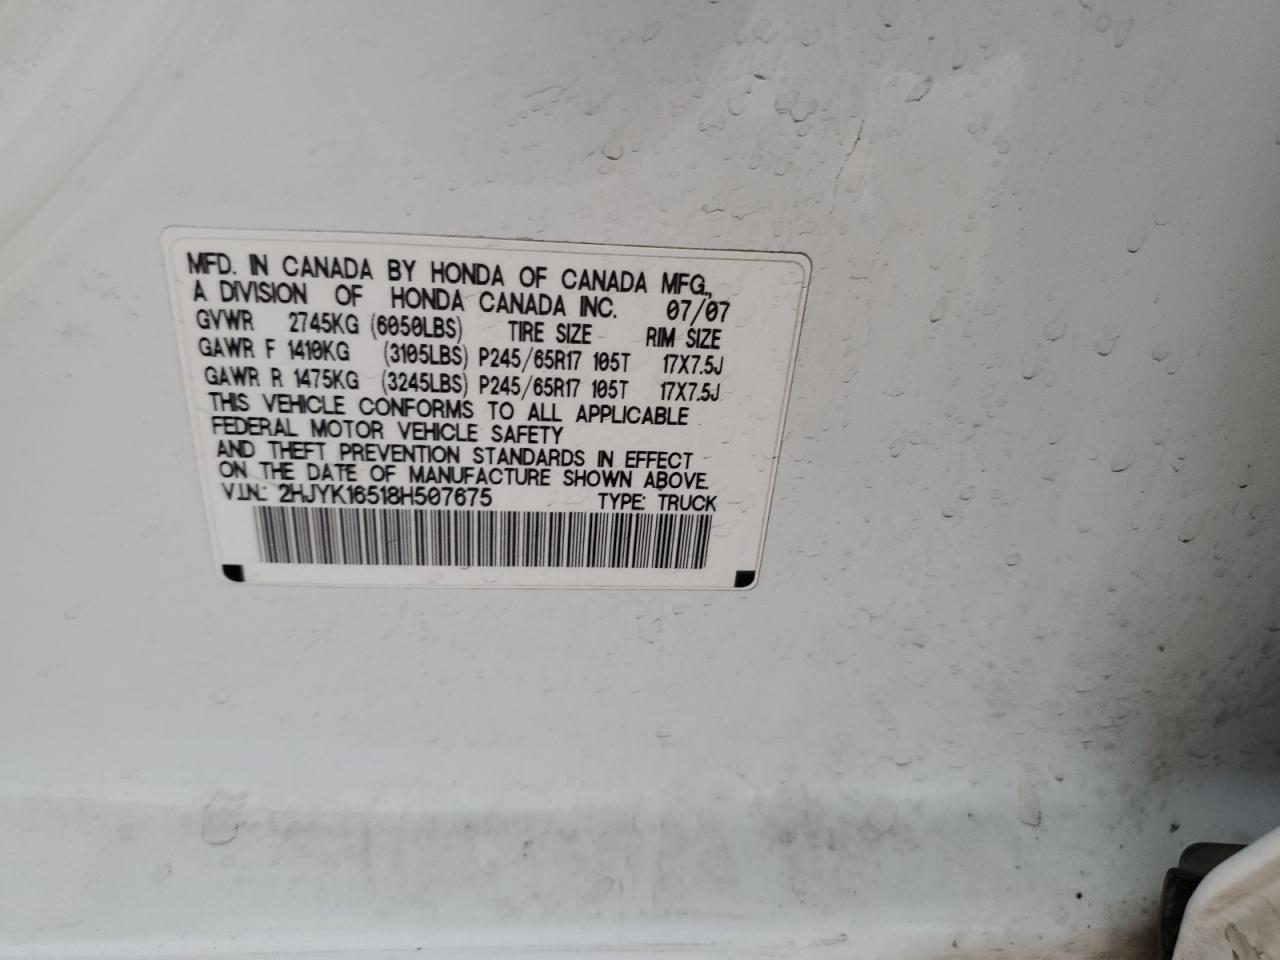 MFD. IN CANADA BY HONDA OF CANADA MFG.,
A DIVISION OF HONDA CANADA INC. 07/07
GVWR 2745KG (6050LBS) TIRE SIZE RIM SIZE
GAWR F 1410KG (3105LBS) P245/65R17 105T 17X7.5J
GAWR R 1475KG (3245LBS) P245/65R17 105T 17X7.5J
THIS VEHICLE CONFORMS TO ALL APPLICABLE
FEDERAL MOTOR VEHICLE SAFETY
AND THEFT PREVENTION STANDARDS IN EFFECT
ON THE DATE OF MANUFACTURE SHOWN ABOVE.
V.I.N.: 2HJYK16518H507675 TYPE: TRUCK